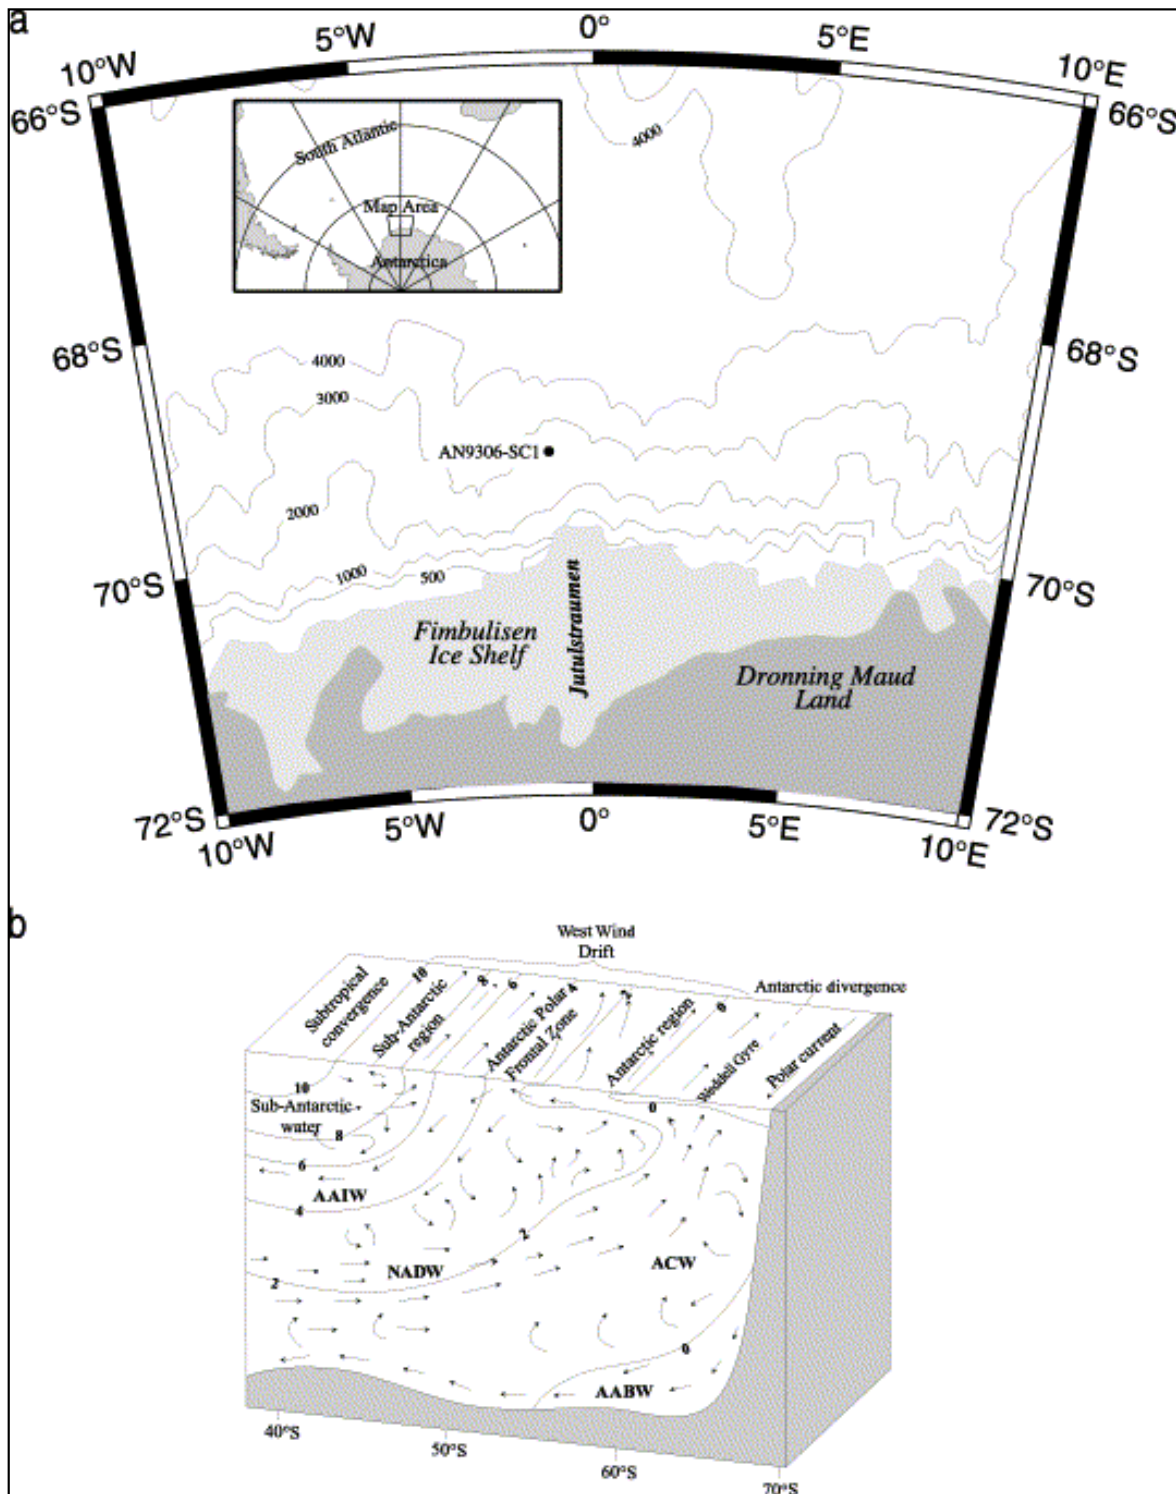 a
5°W
0°
5°E
10°W
10°E
66°S
66°S
South Atlantic
4000
Map Area
Antarctica
68°S
68°S
4000
3000
AN9306-SC1
2000
1000
500
70°S
70°S
Jutulstraumen
Fimbulisen
Ice Shelf
Dronning Maud
Land
72°S
72°S
10°W
5°W
0°
5°E
10°E
b
West Wind
Drift
Antarctic divergence
Subtropical
convergence
10
Sub-Antarctic
region
8
6
Antarctic Polar
Frontal Zone
4
2
Antarctic region
0
Weddell Gyre
Polar current
10
Sub-Antarctic
water
8
6
AAIW
4
0
2
NADW
ACW
2
0
AABW
40°S
50°S
60°S
70°S